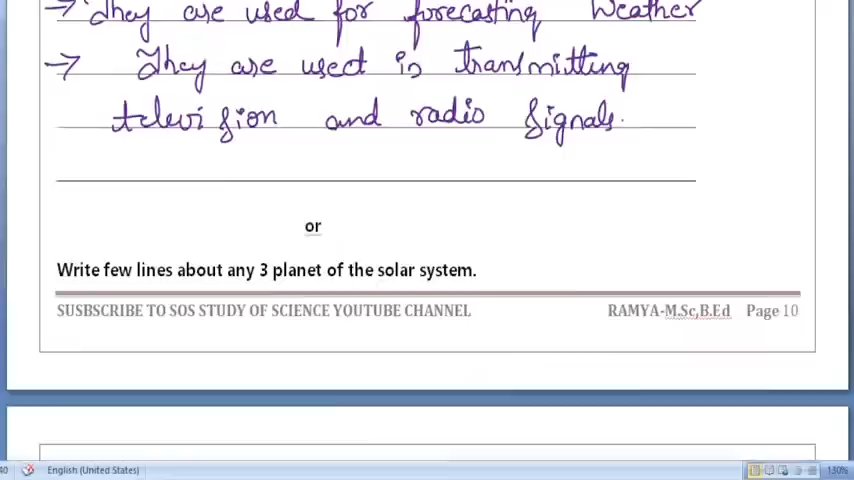 → They are used for forecasting Weather
→ They are used in transmitting
television and radio Signals.
or
Write few lines about any 3 planet of the solar system.
SUSBSCRIBE TO SOS STUDY OF SCIENCE YOUTUBE CHANNEL RAMYA-M.Sc,B.Ed Page 10
40 English (United States) 130%